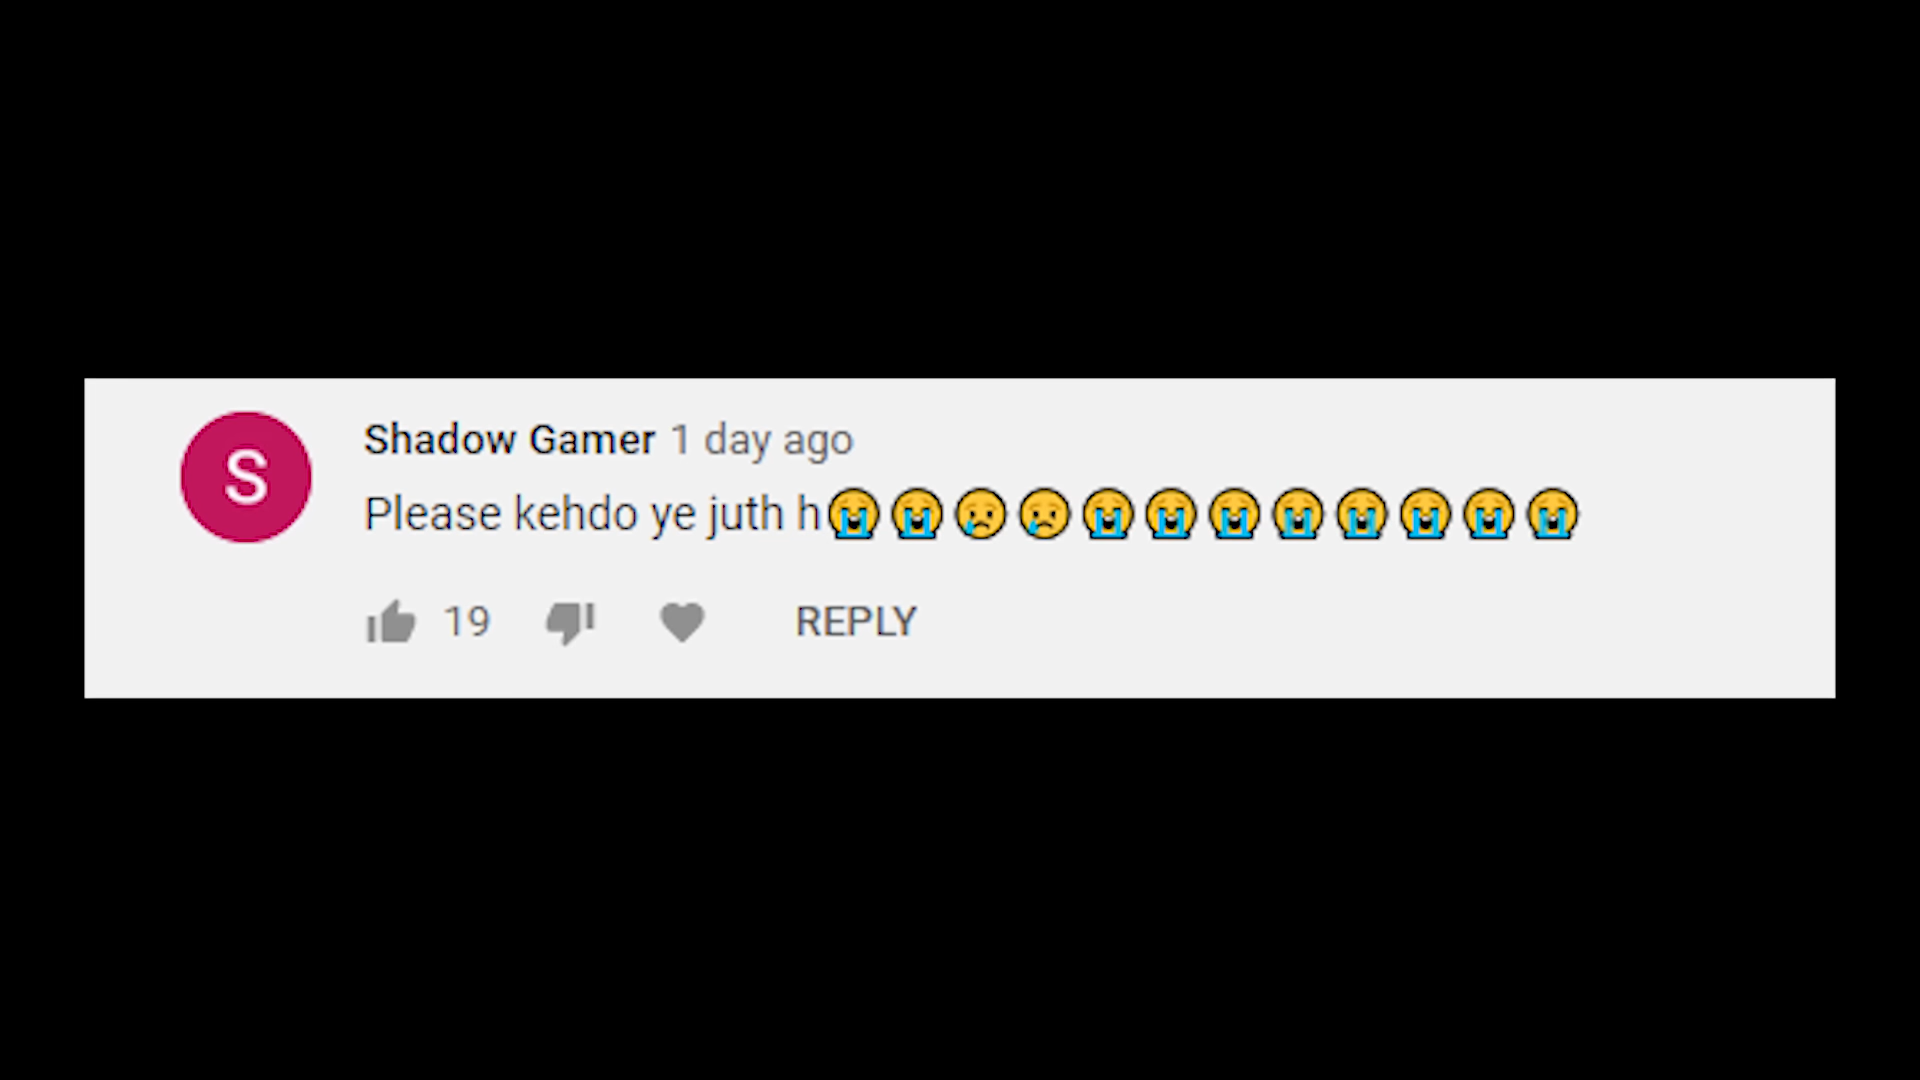 S
Shadow Gamer 1 day ago
Please kehdo ye juth h😭😭😢😢😭😭😭😭😭😭😭😭
19 REPLY